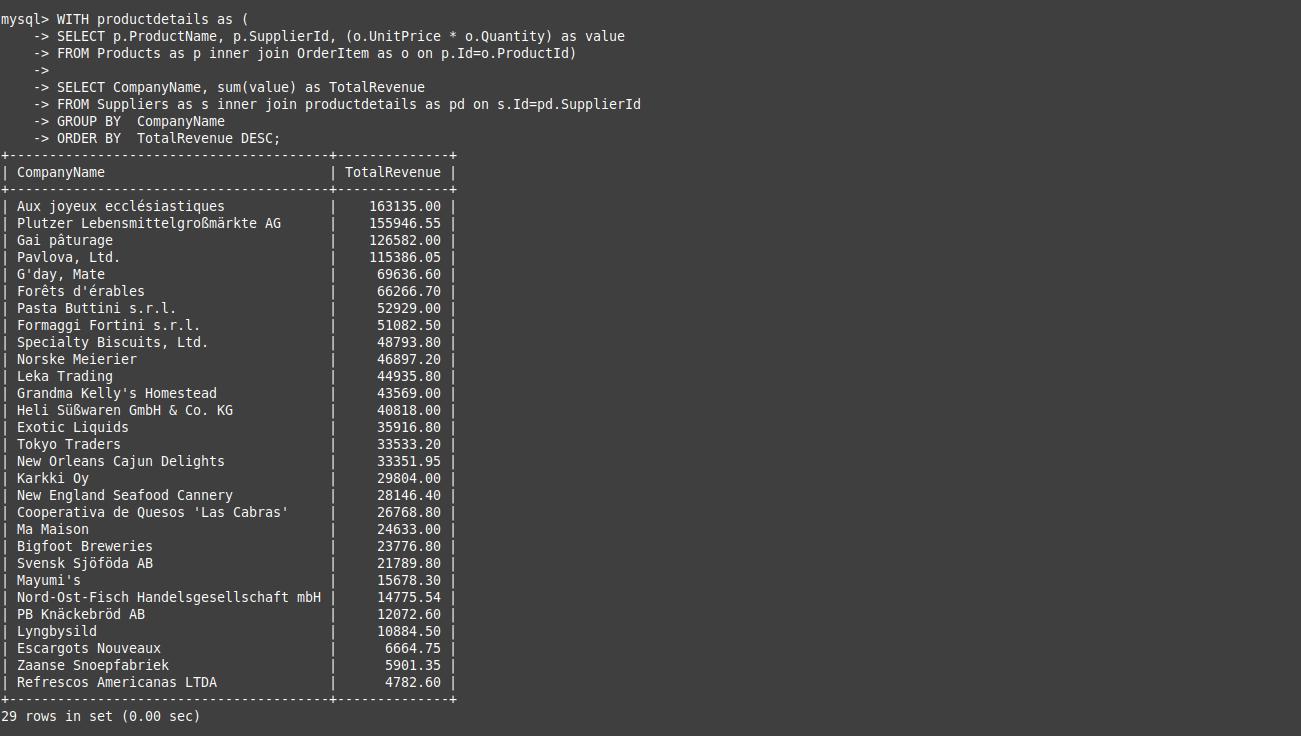 mysql> WITH productdetails as (
    -> SELECT p.ProductName, p.SupplierId, (o.UnitPrice * o.Quantity) as value
    -> FROM Products as p inner join OrderItem as o on p.Id=o.ProductId)
    ->
    -> SELECT CompanyName, sum(value) as TotalRevenue
    -> FROM Suppliers as s inner join productdetails as pd on s.Id=pd.SupplierId
    -> GROUP BY  CompanyName
    -> ORDER BY  TotalRevenue DESC;
+----------------------------------------+--------------+
| CompanyName                            | TotalRevenue |
+----------------------------------------+--------------+
| Aux joyeux ecclésiastiques             |    163135.00 |
| Plutzer Lebensmittelgroßmärkte AG      |    155946.55 |
| Gai pâturage                           |    126582.00 |
| Pavlova, Ltd.                          |    115386.05 |
| G'day, Mate                            |     69636.60 |
| Forêts d'érables                       |     66266.70 |
| Pasta Buttini s.r.l.                   |     52929.00 |
| Formaggi Fortini s.r.l.                |     51082.50 |
| Specialty Biscuits, Ltd.               |     48793.80 |
| Norske Meierier                        |     46897.20 |
| Leka Trading                           |     44935.80 |
| Grandma Kelly's Homestead              |     43569.00 |
| Heli Süßwaren GmbH & Co. KG            |     40818.00 |
| Exotic Liquids                         |     35916.80 |
| Tokyo Traders                          |     33533.20 |
| New Orleans Cajun Delights             |     33351.95 |
| Karkki Oy                              |     29804.00 |
| New England Seafood Cannery            |     28146.40 |
| Cooperativa de Quesos 'Las Cabras'     |     26768.80 |
| Ma Maison                              |     24633.00 |
| Bigfoot Breweries                      |     23776.80 |
| Svensk Sjöföda AB                      |     21789.80 |
| Mayumi's                               |     15678.30 |
| Nord-Ost-Fisch Handelsgesellschaft mbH |     14775.54 |
| PB Knäckebröd AB                       |     12072.60 |
| Lyngbysild                             |     10884.50 |
| Escargots Nouveaux                     |      6664.75 |
| Zaanse Snoepfabriek                    |      5901.35 |
| Refrescos Americanas LTDA              |      4782.60 |
+----------------------------------------+--------------+
29 rows in set (0.00 sec)